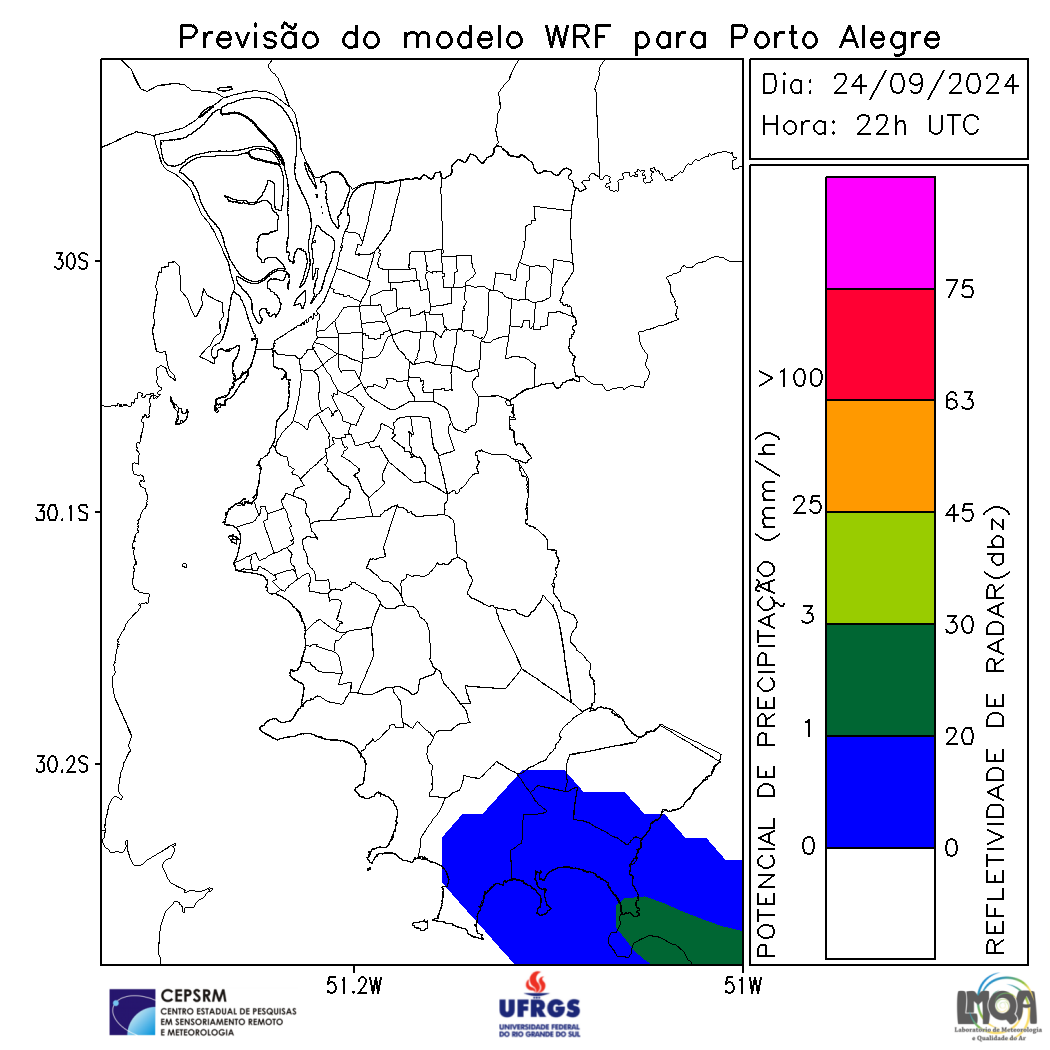 Previsão do modelo WRF para Porto Alegre
Dia: 24/09/2024
Hora: 22h UTC
30S
30.1S
30.2S
51.2W
51W
POTENCIAL DE PRECIPITAÇÃO (mm/h)
>100
25
3
1
0
75
63
45
30
20
0
REFLETIVIDADE DE RADAR(dbz)
CEPSRM
CENTRO ESTADUAL DE PESQUISAS
EM SENSORIAMENTO REMOTO
E METEOROLOGIA
UFRGS
UNIVERSIDADE FEDERAL
DO RIO GRANDE DO SUL
LMQA
Laboratório de Meteorologia
e Qualidade do Ar